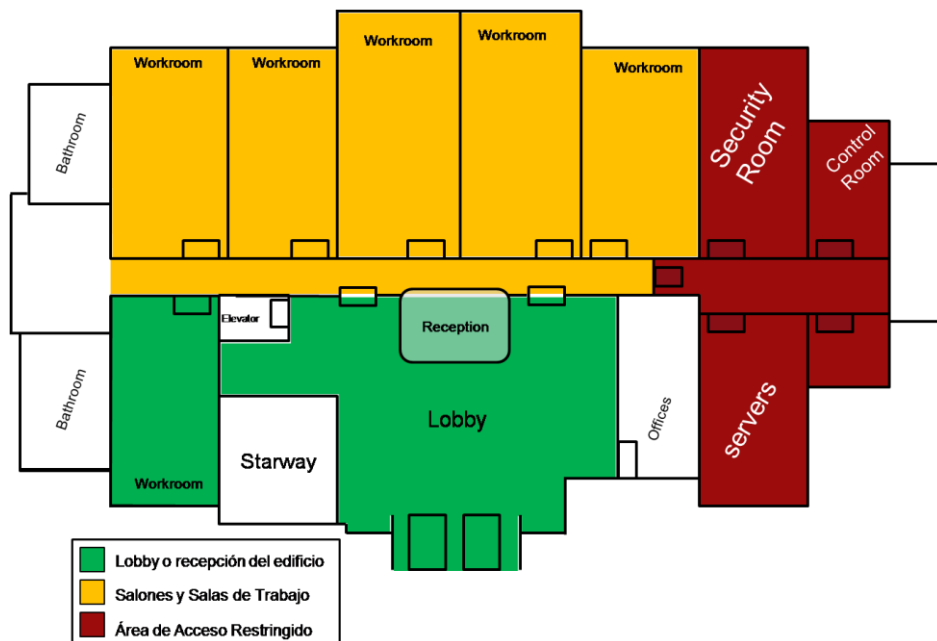 Workroom
Workroom
Workroom
Workroom
Workroom
Security
Room
Control
Room
Bathroom
Elevator
Reception
Lobby
Offices
servers
Bathroom
Starway
Workroom
Lobby o recepción del edificio
Salones y Salas de Trabajo
Área de Acceso Restringido